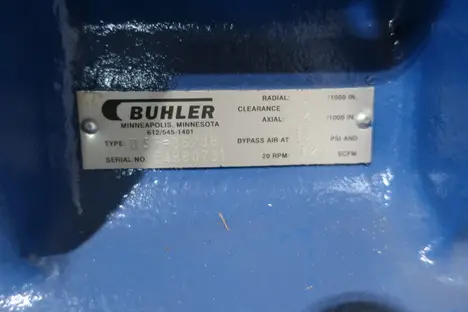 BUHLER
MINNEAPOLIS, MINNESOTA
612/545-1401
TYPE:
SERIAL NO.
RADIAL: /1000 IN.
CLEARANCE
AXIAL: /1000 IN.
BYPASS AIR AT PSI AND
20 RPM: SCFM